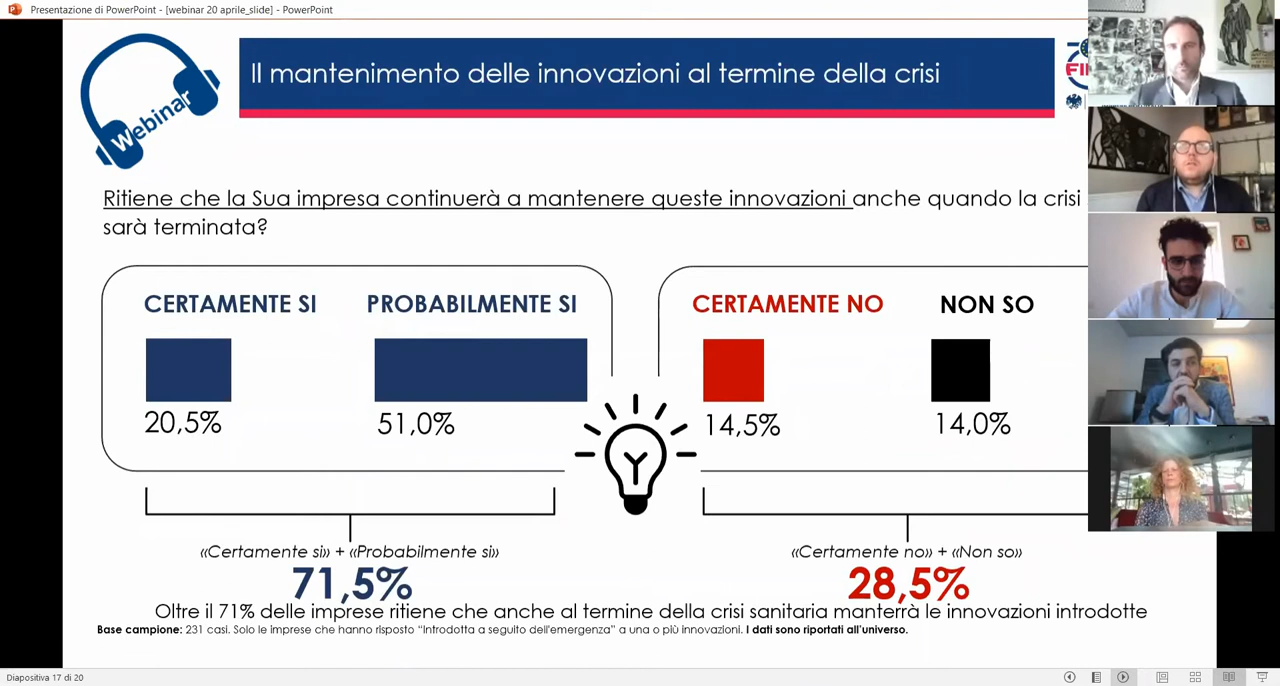 Presentazione di PowerPoint - [webinar 20 aprile_slide] - PowerPoint
Webinar
Il mantenimento delle innovazioni al termine della crisi
FI
Ritiene che la Sua impresa continuerà a mantenere queste innovazioni anche quando la crisi
sarà terminata?
CERTAMENTE SI PROBABILMENTE SI CERTAMENTE NO NON SO
20,5% 51,0% 14,5% 14,0%
«Certamente si» + «Probabilmente si» «Certamente no» + «Non so»
71,5% 28,5%
Oltre il 71% delle imprese ritiene che anche al termine della crisi sanitaria manterrà le innovazioni introdotte
Base campione: 231 casi. Solo le imprese che hanno risposto “Introdotta a seguito dell'emergenza” a una o più innovazioni. I dati sono riportati all’universo.
Diapositiva 17 di 20